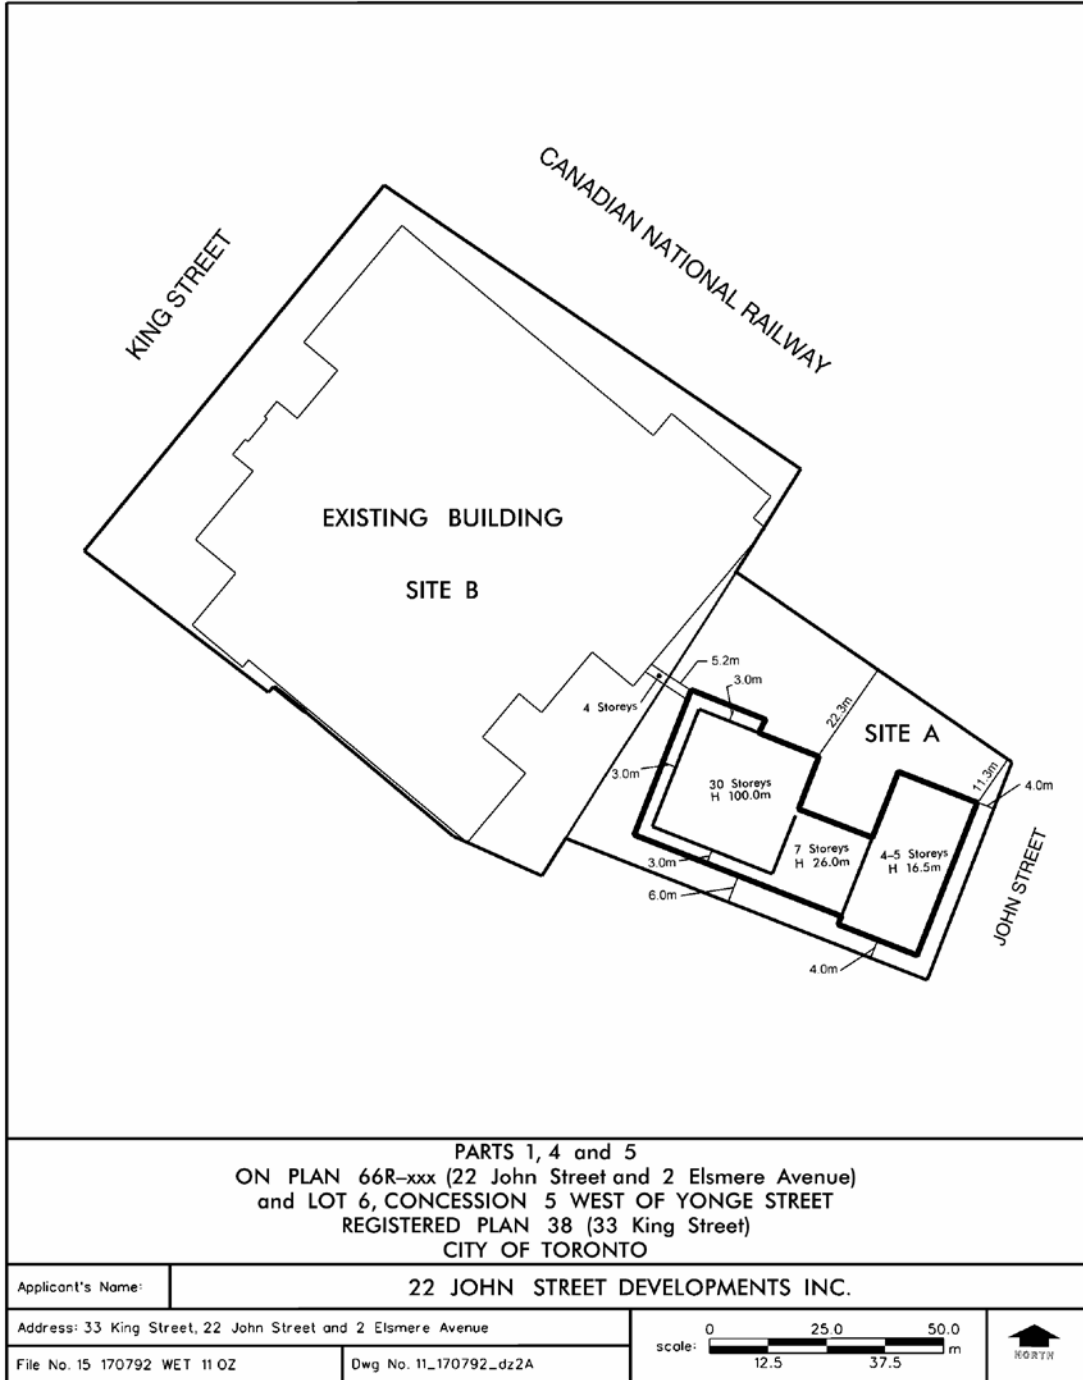 CANADIAN NATIONAL RAILWAY
KING STREET
EXISTING BUILDING
SITE B
5.2m
3.0m
4 Storeys
22.3m
SITE A
11.3m
4.0m
3.0m
30 Storeys
H 100.0m
7 Storeys
H 26.0m
4–5 Storeys
H 16.5m
3.0m
6.0m
4.0m
JOHN STREET
PARTS 1, 4 and 5
ON PLAN 66R–xxx (22 John Street and 2 Elsmere Avenue)
and LOT 6, CONCESSION 5 WEST OF YONGE STREET
REGISTERED PLAN 38 (33 King Street)
CITY OF TORONTO
Applicant's Name:
22 JOHN STREET DEVELOPMENTS INC.
Address: 33 King Street, 22 John Street and 2 Elsmere Avenue
File No. 15 170792 WET 11 OZ
Dwg No. 11_170792_dz2A
scale:
0 25.0 50.0
m
12.5 37.5
NORTH